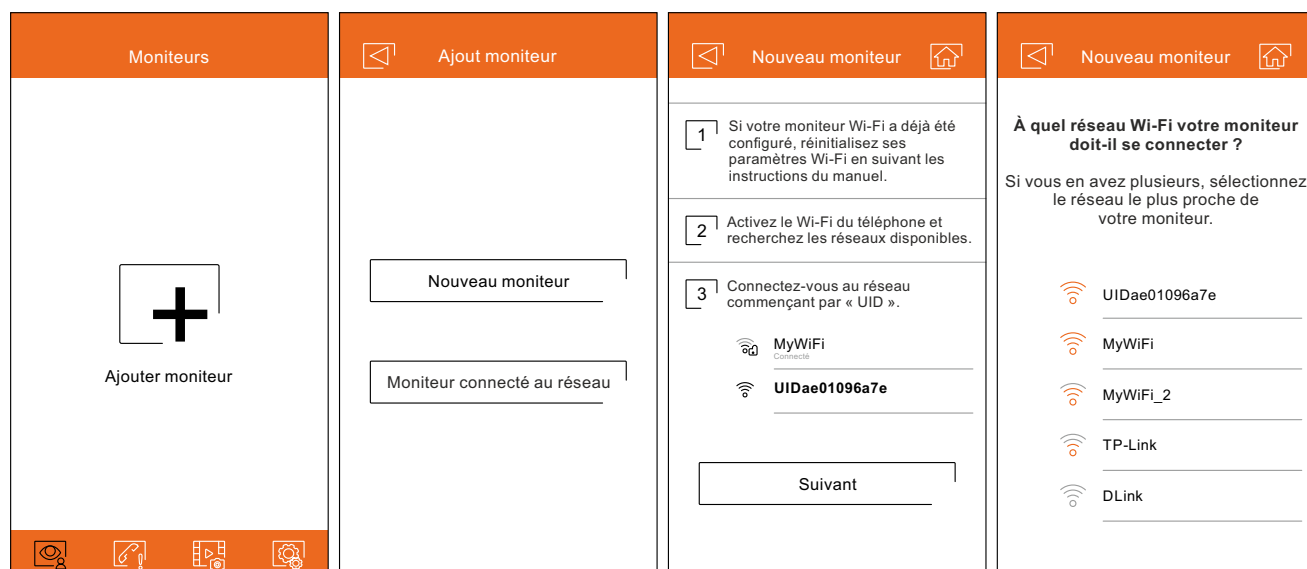 Moniteurs
Ajouter moniteur
Ajout moniteur
Nouveau moniteur
Moniteur connecté au réseau
Nouveau moniteur
1
Si votre moniteur Wi-Fi a déjà été
configuré, réinitialisez ses
paramètres Wi-Fi en suivant les
instructions du manuel.
2
Activez le Wi-Fi du téléphone et
recherchez les réseaux disponibles.
3
Connectez-vous au réseau
commençant par « UID ».
MyWiFi
Connecté
UIDae01096a7e
Suivant
Nouveau moniteur
À quel réseau Wi-Fi votre moniteur
doit-il se connecter ?
Si vous en avez plusieurs, sélectionnez
le réseau le plus proche de
votre moniteur.
UIDae01096a7e
MyWiFi
MyWiFi_2
TP-Link
DLink